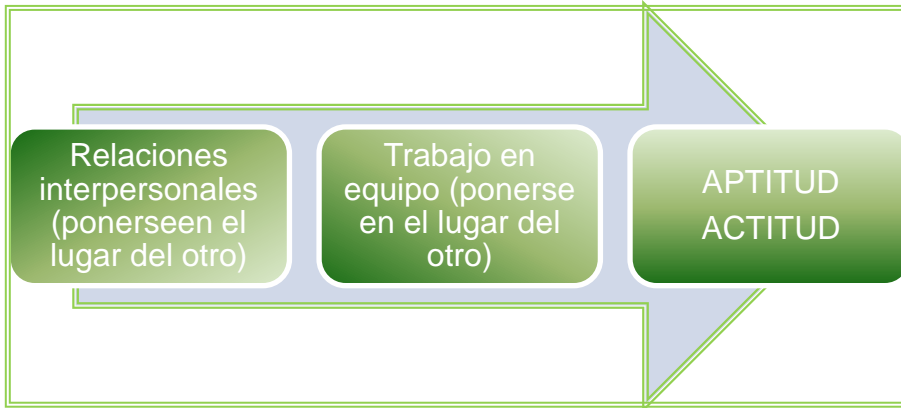 Relaciones
interpersonales
(ponerseen el
lugar del otro)
Trabajo en
equipo (ponerse
en el lugar del
otro)
APTITUD
ACTITUD